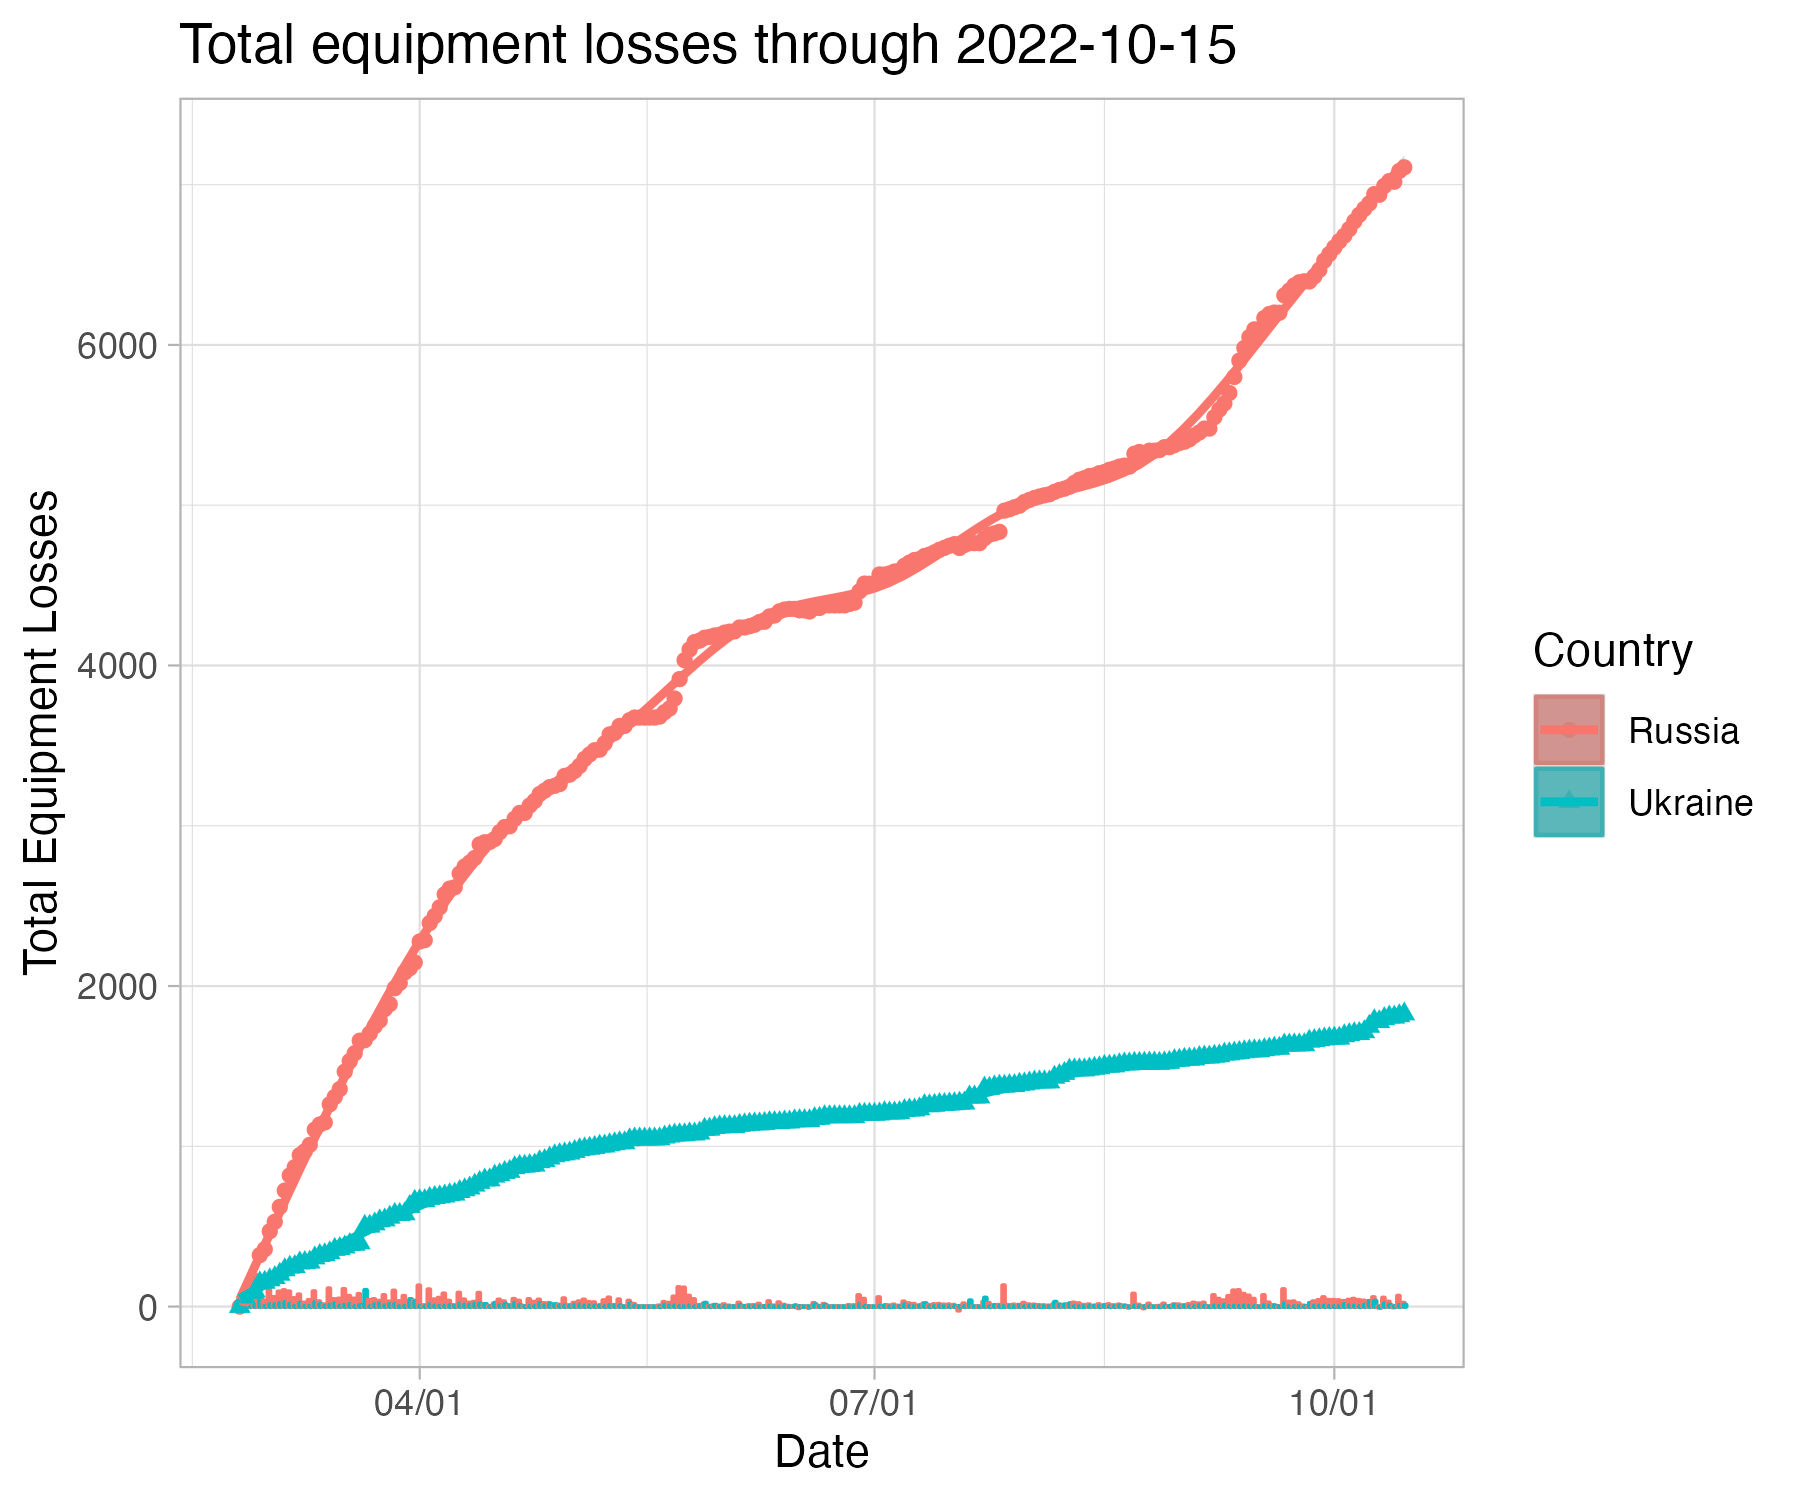 Total equipment losses through 2022-10-15
Total Equipment Losses
6000
4000
2000
0
04/01
07/01
10/01
Date
Country
Russia
Ukraine